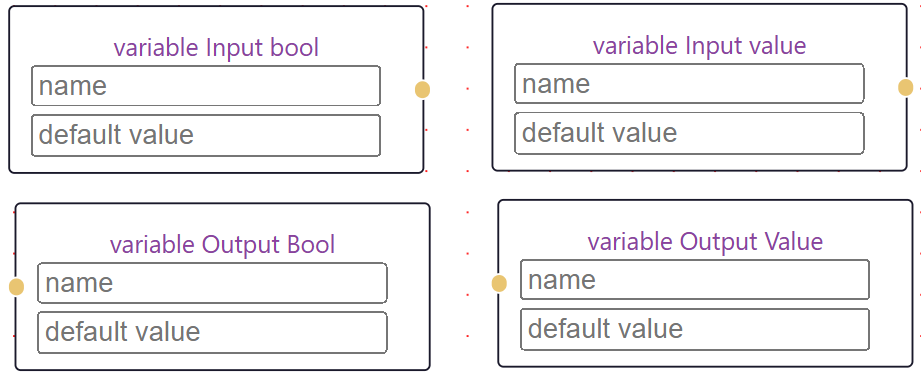 variable Input bool
name
default value
variable Input value
name
default value
variable Output Bool
name
default value
variable Output Value
name
default value